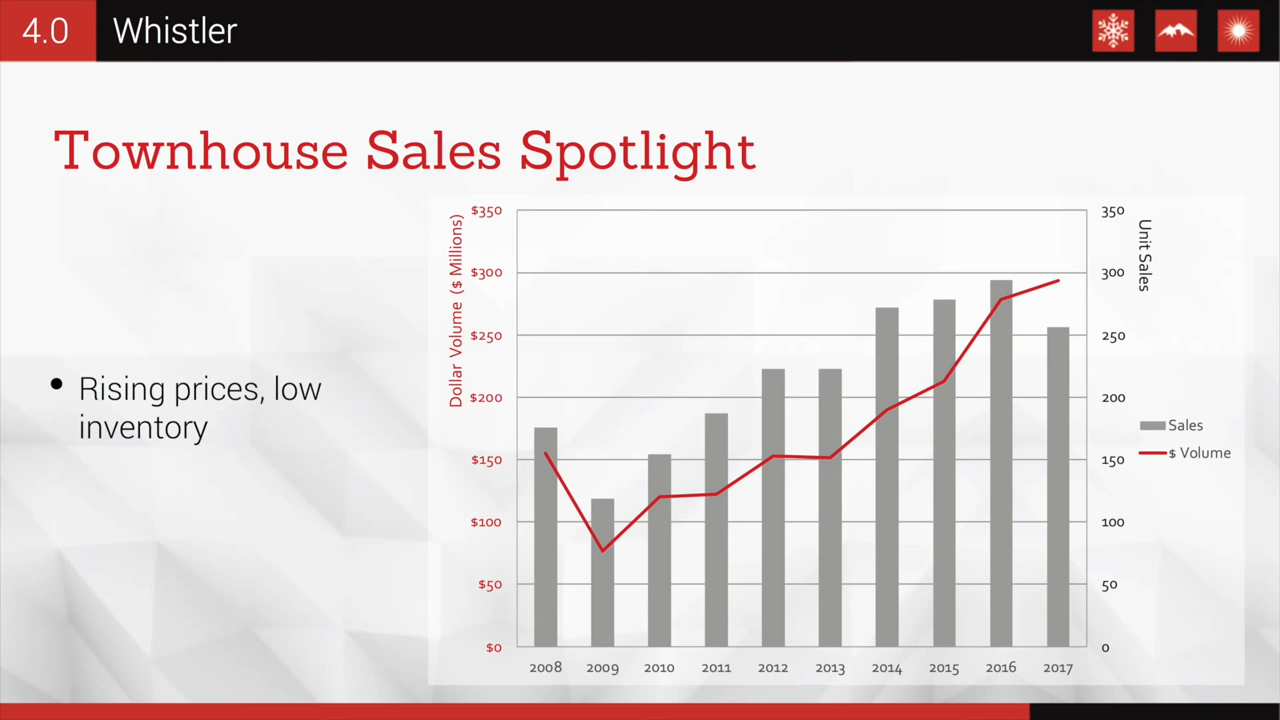 4.0 Whistler
Townhouse Sales Spotlight
• Rising prices, low
inventory
Dollar Volume ($ Millions)
$350
$300
$250
$200
$150
$100
$50
$0
350
300
250
200
150
100
50
0
Unit Sales
2008 2009 2010 2011 2012 2013 2014 2015 2016 2017
Sales
$ Volume